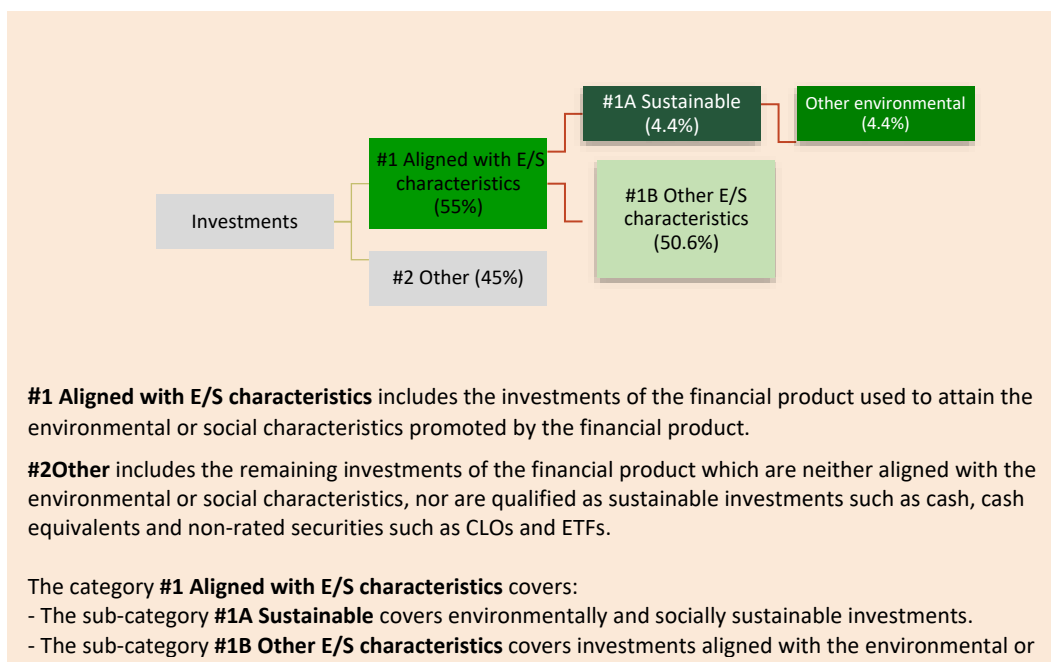 #1A Sustainable
(4.4%)
Other environmental
(4.4%)
#1 Aligned with E/S
characteristics
(55%)
#1B Other E/S
characteristics
(50.6%)
Investments
#2 Other (45%)
#1 Aligned with E/S characteristics includes the investments of the financial product used to attain the
environmental or social characteristics promoted by the financial product.
#2Other includes the remaining investments of the financial product which are neither aligned with the
environmental or social characteristics, nor are qualified as sustainable investments such as cash, cash
equivalents and non-rated securities such as CLOs and ETFs.
The category #1 Aligned with E/S characteristics covers:
- The sub-category #1A Sustainable covers environmentally and socially sustainable investments.
- The sub-category #1B Other E/S characteristics covers investments aligned with the environmental or